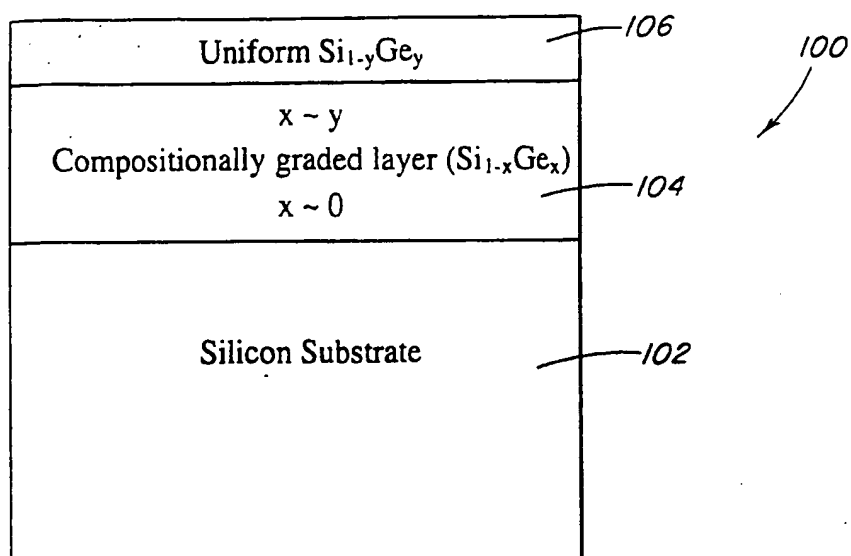 Uniform Si₁₋yGey
106
100
x ~ y
Compositionally graded layer (Si₁₋ₓGeₓ)
104
x ~ 0
Silicon Substrate
102